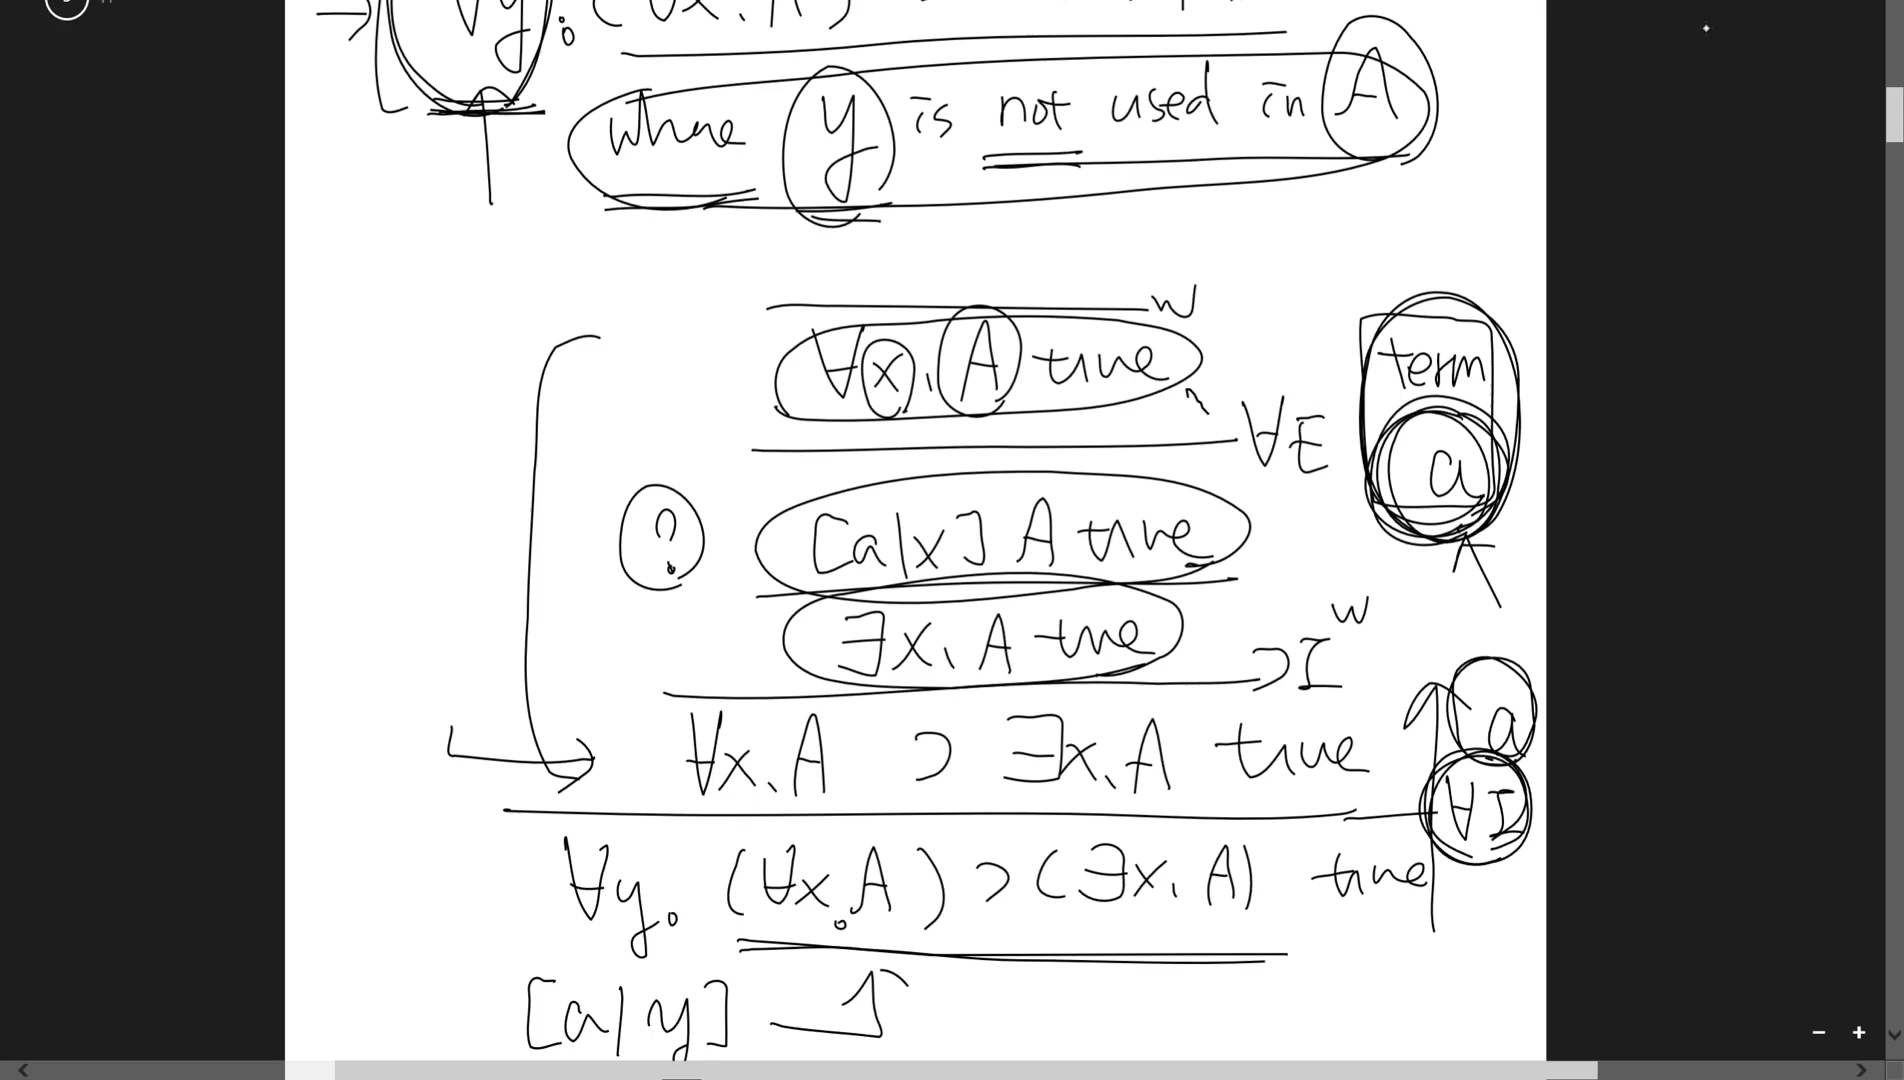 ∀y. (∀x. A)
where y is not used in A
w
∀x. A true
∀E
term
a
? [a/x] A true
∃x. A true
⊃I w
a
∀x. A ⊃ ∃x. A true
∀I
∀y. (∀x. A) ⊃ (∃x. A) true
[a/y]